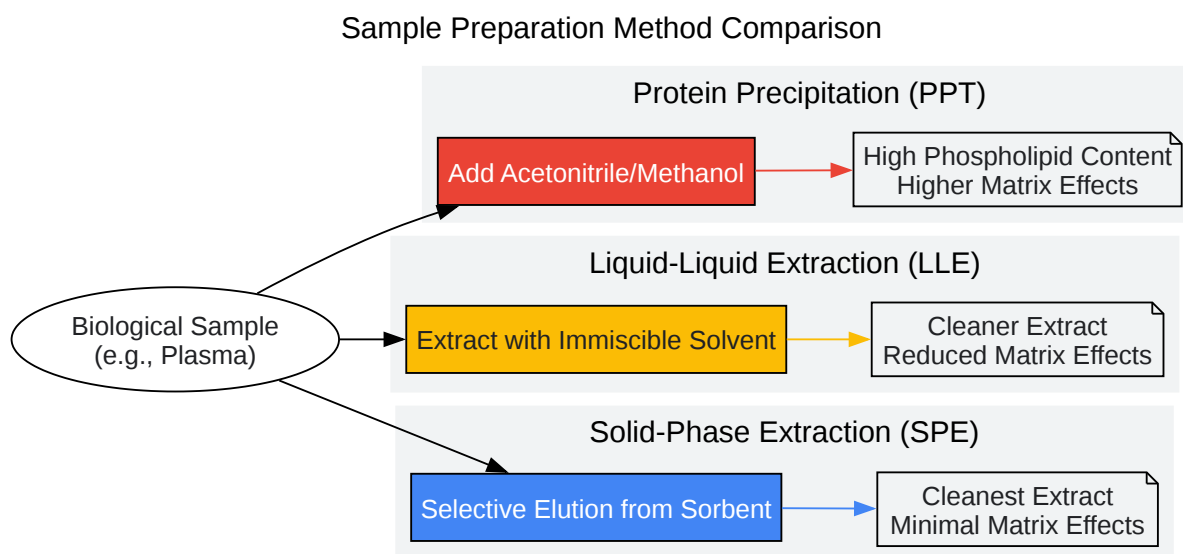 Sample Preparation Method Comparison
Protein Precipitation (PPT)
Add Acetonitrile/Methanol
High Phospholipid Content
Higher Matrix Effects
Liquid-Liquid Extraction (LLE)
Biological Sample
(e.g., Plasma)
Extract with Immiscible Solvent
Cleaner Extract
Reduced Matrix Effects
Solid-Phase Extraction (SPE)
Selective Elution from Sorbent
Cleanest Extract
Minimal Matrix Effects